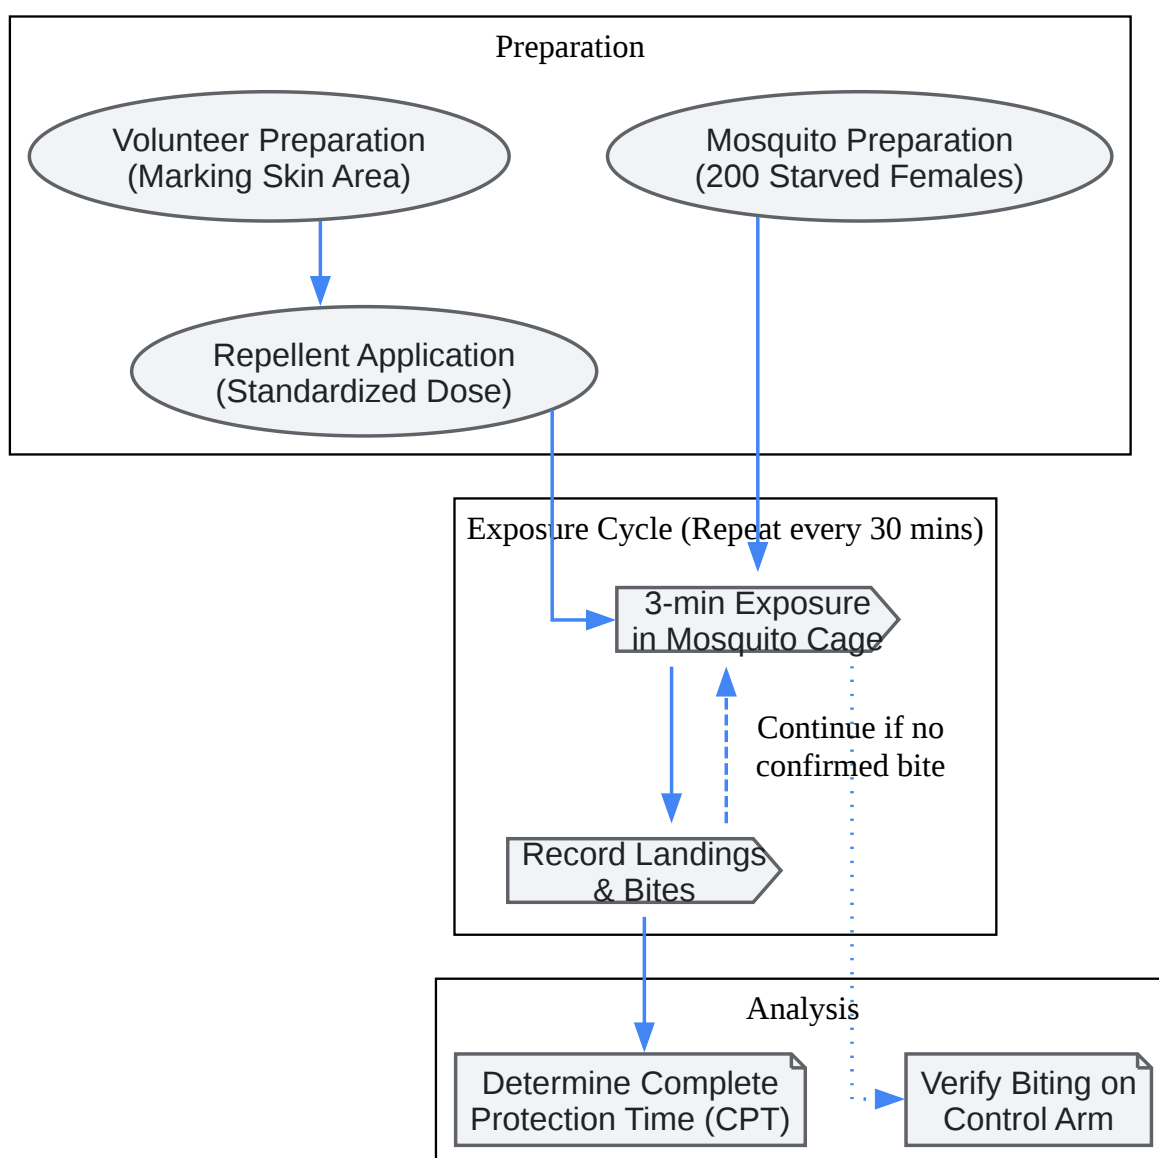 Preparation
Volunteer Preparation
(Marking Skin Area)
Mosquito Preparation
(200 Starved Females)
Repellent Application
(Standardized Dose)
Exposure Cycle (Repeat every 30 mins)
3-min Exposure
in Mosquito Cage
Continue if no
confirmed bite
Record Landings
& Bites
Analysis
Determine Complete
Protection Time (CPT)
Verify Biting on
Control Arm